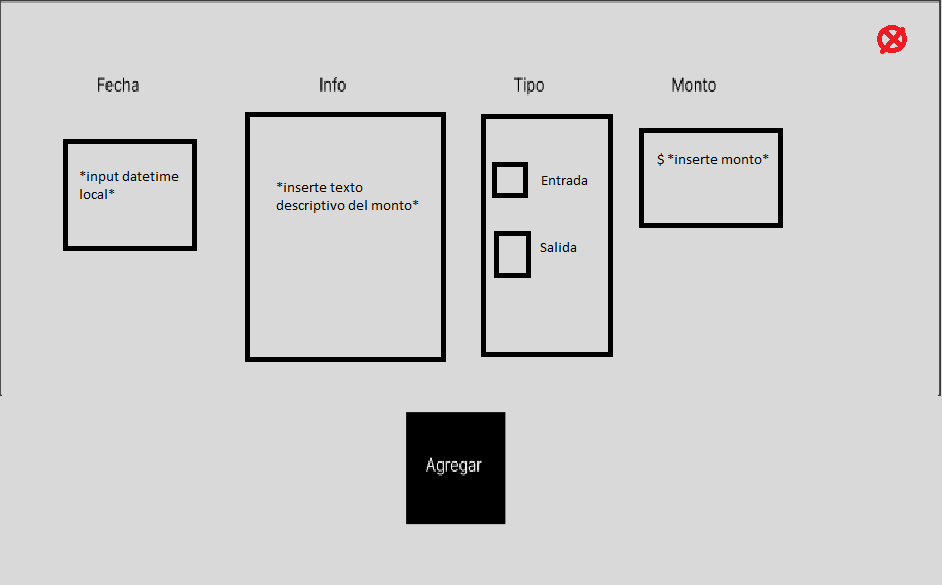 Fecha
Info
Tipo
Monto
*input datetime
local*
*inserte texto
descriptivo del monto*
Entrada
Salida
$ *inserte monto*
Agregar